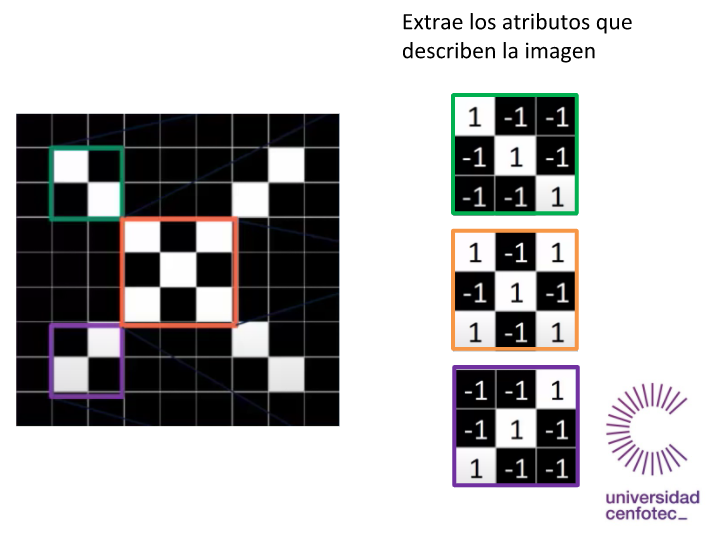 Extrae los atributos que
describen la imagen
1 -1 -1
-1 1 -1
-1 -1 1
1 -1 1
-1 1 -1
1 -1 1
-1 -1 1
-1 1 -1
1 -1 -1
universidad
cenfotec_